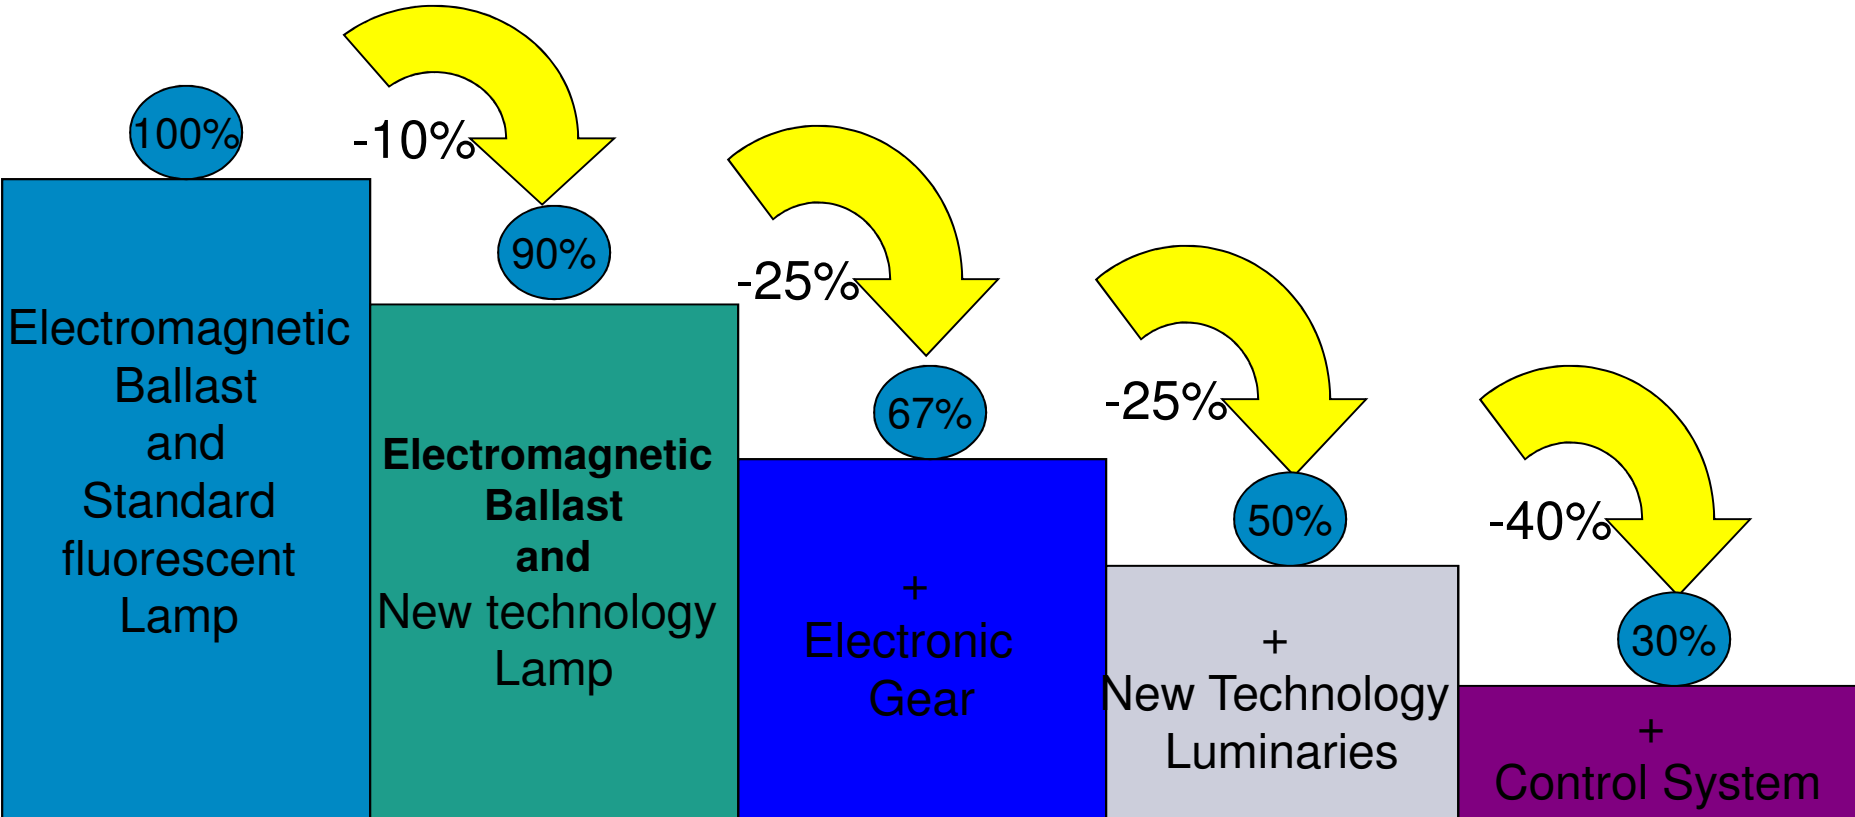 100%
Electromagnetic
Ballast
and
Standard
fluorescent
Lamp
-10%
90%
Electromagnetic
Ballast
and
New technology
Lamp
-25%
67%
+
Electronic
Gear
-25%
50%
+
New Technology
Luminaries
-40%
30%
+
Control System